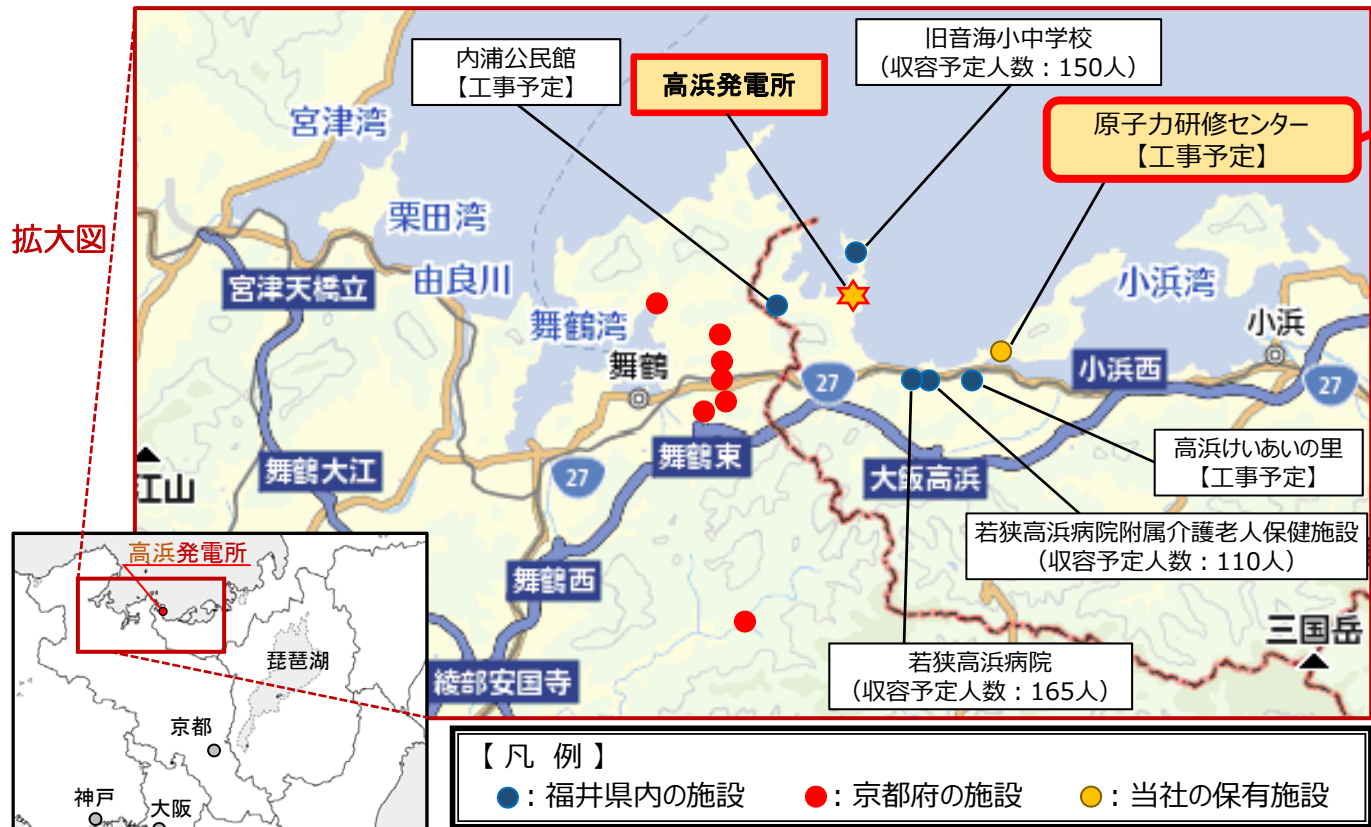 内浦公民館
【工事予定】
旧音海小中学校
（収容予定人数：150人）
高浜発電所
原子力研修センター
【工事予定】
宮津湾
栗田湾
拡大図
由良川
宮津天橋立
舞鶴湾
小浜湾
小浜
舞鶴
27
小浜西
27
舞鶴東
高浜けいあいの里
【工事予定】
舞鶴大江
27
大飯高浜
江山
若狭高浜病院附属介護老人保健施設
（収容予定人数：110人）
高浜発電所
舞鶴西
三国岳
琵琶湖
綾部安国寺
若狭高浜病院
（収容予定人数：165人）
京都
神戸
大阪
【 凡 例 】
：福井県内の施設
：京都府の施設
：当社の保有施設